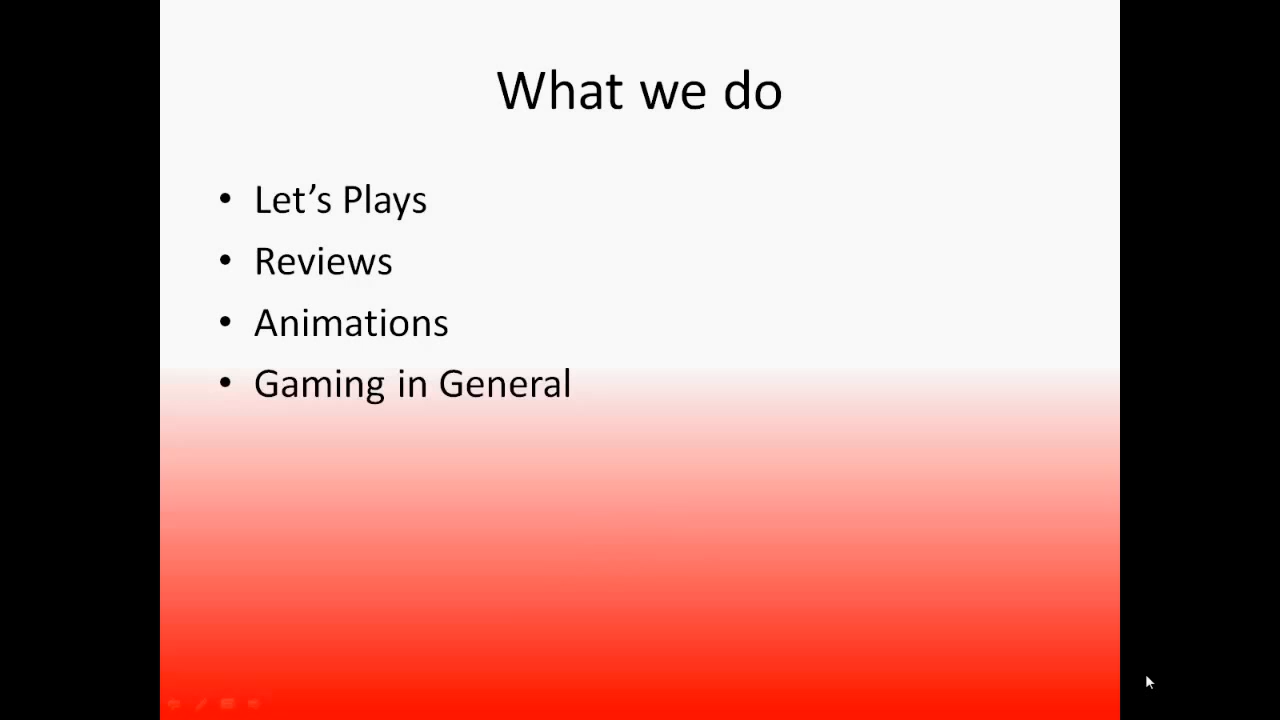 What we do
• Let’s Plays
• Reviews
• Animations
• Gaming in General